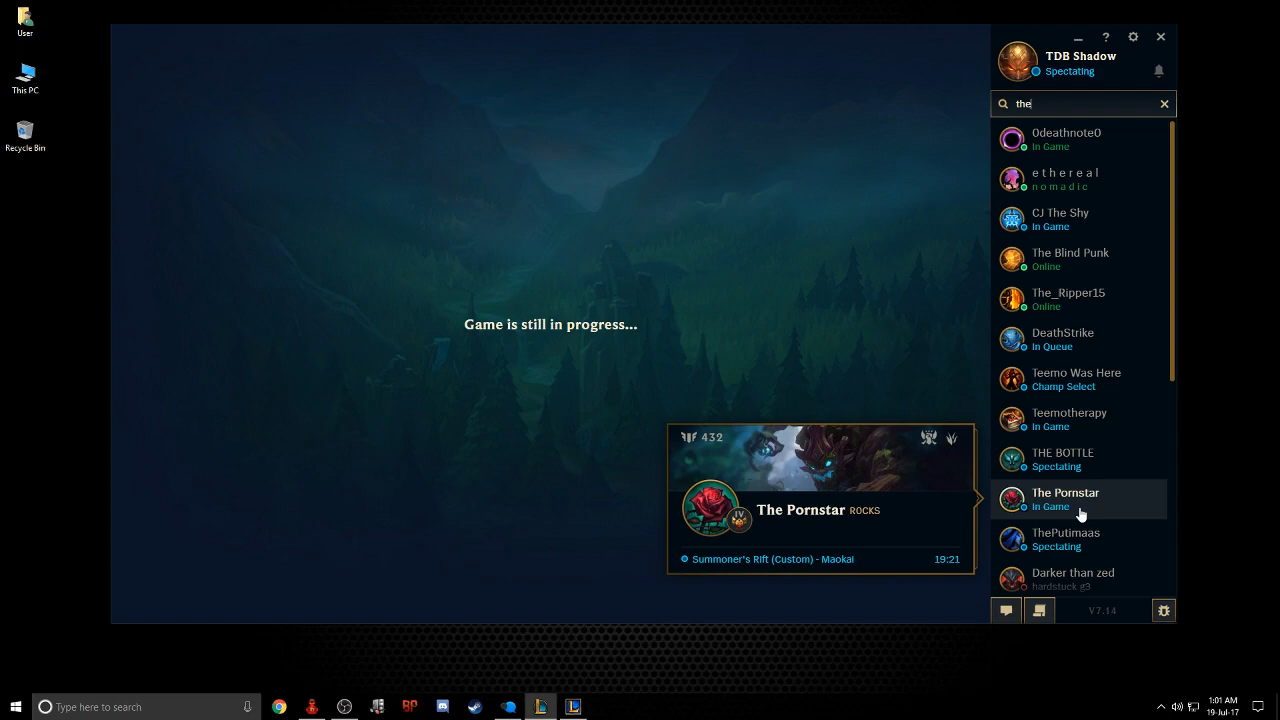 User
This PC
Recycle Bin
TDB Shadow
Spectating
the
0deathnote0
In Game
e t h e r e a l
n o m a d i c
CJ The Shy
In Game
The Blind Punk
Online
The_Ripper15
Online
DeathStrike
In Queue
Teemo Was Here
Champ Select
Teemotherapy
In Game
THE BOTTLE
Spectating
The Pornstar
In Game
ThePutimaas
Spectating
Darker than zed
hardstuck g3
V7.14
Game is still in progress...
432
IV
The Pornstar ROCKS
Summoner's Rift (Custom) - Maokai 19:21
Type here to search
BP
1:01 AM
19-Jul-17